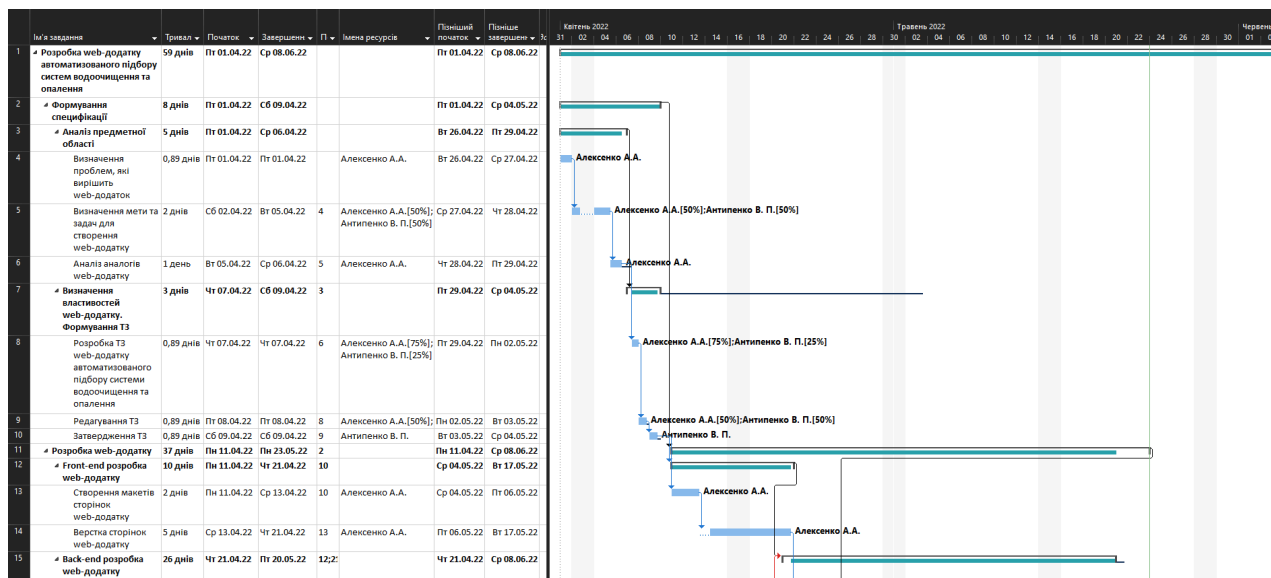 Ім'я завдання Тривал Початок Завершенн П Імена ресурсів Пізніший початок Пізніше завершенн
Квітень 2022 Травень 2022 Червень
31 02 04 06 08 10 12 14 16 18 20 22 24 26 28 30 02 04 06 08 10 12 14 16 18 20 22 24 26 28 30 01
1 Розробка web-додатку 59 днів Пт 01.04.22 Ср 08.06.22 Пт 01.04.22 Ср 08.06.22
автоматизованого підбору
систем водоочищення та
опалення
2 Формування 8 днів Пт 01.04.22 Сб 09.04.22 Пт 01.04.22 Ср 04.05.22
специфікації
3 Аналіз предметної 5 днів Пт 01.04.22 Ср 06.04.22 Вт 26.04.22 Пт 29.04.22
області
4 Визначення 0,89 днів Пт 01.04.22 Пт 01.04.22 Алексенко А.А. Вт 26.04.22 Ср 27.04.22 Алексенко А.А.
проблем, які
вирішить
web-додаток
5 Визначення мети та 2 днів Сб 02.04.22 Вт 05.04.22 4 Алексенко А.А.[50%]; Ср 27.04.22 Чт 28.04.22 Алексенко А.А.[50%];Антипенко В. П.[50%]
задач для Антипенко В. П.[50%]
створення
web-додатку
6 Аналіз аналогів 1 день Вт 05.04.22 Ср 06.04.22 5 Алексенко А.А. Чт 28.04.22 Пт 29.04.22 Алексенко А.А.
web-додатку
7 Визначення 3 днів Чт 07.04.22 Сб 09.04.22 3 Пт 29.04.22 Ср 04.05.22
властивостей
web-додатку.
Формування ТЗ
8 Розробка ТЗ 0,89 днів Чт 07.04.22 Чт 07.04.22 6 Алексенко А.А.[75%]; Пт 29.04.22 Пн 02.05.22 Алексенко А.А.[75%];Антипенко В. П.[25%]
web-додатку Антипенко В. П.[25%]
автоматизованого
підбору системи
водоочищення та
опалення
9 Редагування ТЗ 0,89 днів Пт 08.04.22 Пт 08.04.22 8 Алексенко А.А.[50%]; Пн 02.05.22 Вт 03.05.22 Алексенко А.А.[50%];Антипенко В. П.[50%]
10 Затвердження ТЗ 0,89 днів Сб 09.04.22 Сб 09.04.22 9 Антипенко В. П. Вт 03.05.22 Ср 04.05.22 Антипенко В. П.
11 Розробка web-додатку 37 днів Пн 11.04.22 Пн 23.05.22 2 Пн 11.04.22 Ср 08.06.22
12 Front-end розробка 10 днів Пн 11.04.22 Чт 21.04.22 10 Ср 04.05.22 Вт 17.05.22
web-додатку
13 Створення макетів 2 днів Пн 11.04.22 Ср 13.04.22 10 Алексенко А.А. Ср 04.05.22 Пт 06.05.22 Алексенко А.А.
сторінок
web-додатку
14 Верстка сторінок 5 днів Ср 13.04.22 Чт 21.04.22 13 Алексенко А.А. Пт 06.05.22 Вт 17.05.22 Алексенко А.А.
web-додатку
15 Back-end розробка 26 днів Чт 21.04.22 Пт 20.05.22 Чт 21.04.22 Ср 08.06.22
web-додатку